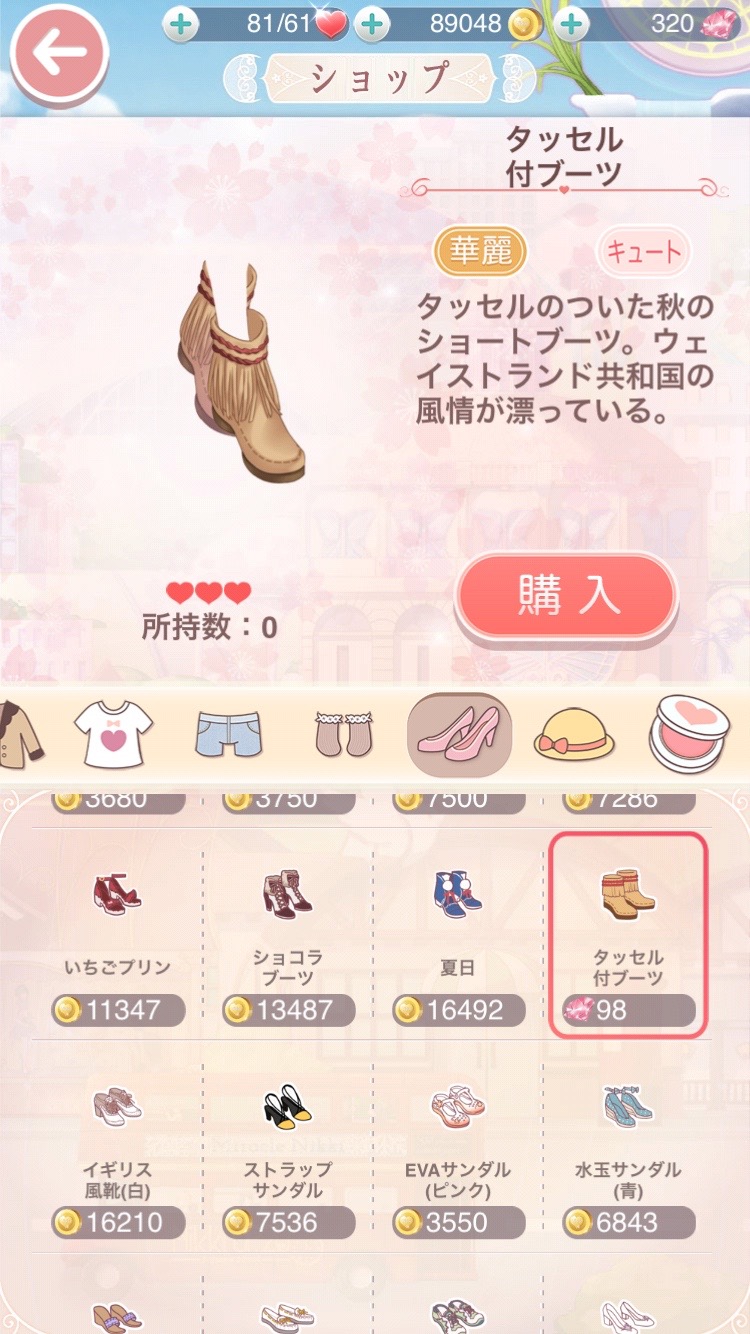 81/61
89048
320
ショップ
タッセル
付ブーツ
華麗
キュート
タッセルのついた秋の
ショートブーツ。ウェ
イストランド共和国の
風情が漂っている。
所持数：0
購入
3680
3750
7500
7286
いちごプリン
ショコラ
ブーツ
夏日
タッセル
付ブーツ
11347
13487
16492
98
イギリス
風靴(白)
ストラップ
サンダル
EVAサンダル
(ピンク)
水玉サンダル
(青)
16210
7536
3550
6843